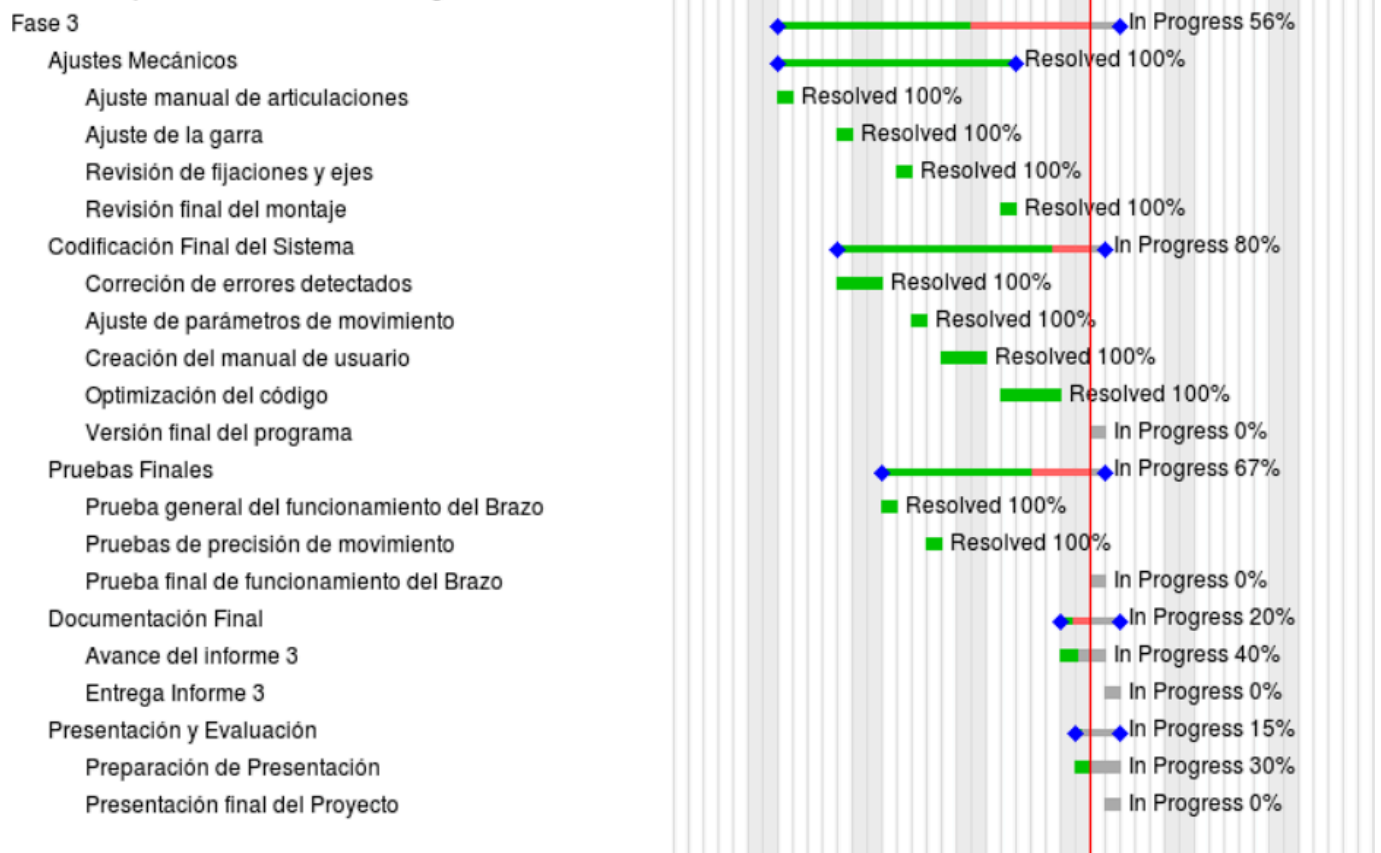 Fase 3 In Progress 56%
Ajustes Mecánicos Resolved 100%
Ajuste manual de articulaciones Resolved 100%
Ajuste de la garra Resolved 100%
Revisión de fijaciones y ejes Resolved 100%
Revisión final del montaje Resolved 100%
Codificación Final del Sistema In Progress 80%
Correción de errores detectados Resolved 100%
Ajuste de parámetros de movimiento Resolved 100%
Creación del manual de usuario Resolved 100%
Optimización del código Resolved 100%
Versión final del programa In Progress 0%
Pruebas Finales In Progress 67%
Prueba general del funcionamiento del Brazo Resolved 100%
Pruebas de precisión de movimiento Resolved 100%
Prueba final de funcionamiento del Brazo In Progress 0%
Documentación Final In Progress 20%
Avance del informe 3 In Progress 40%
Entrega Informe 3 In Progress 0%
Presentación y Evaluación In Progress 15%
Preparación de Presentación In Progress 30%
Presentación final del Proyecto In Progress 0%